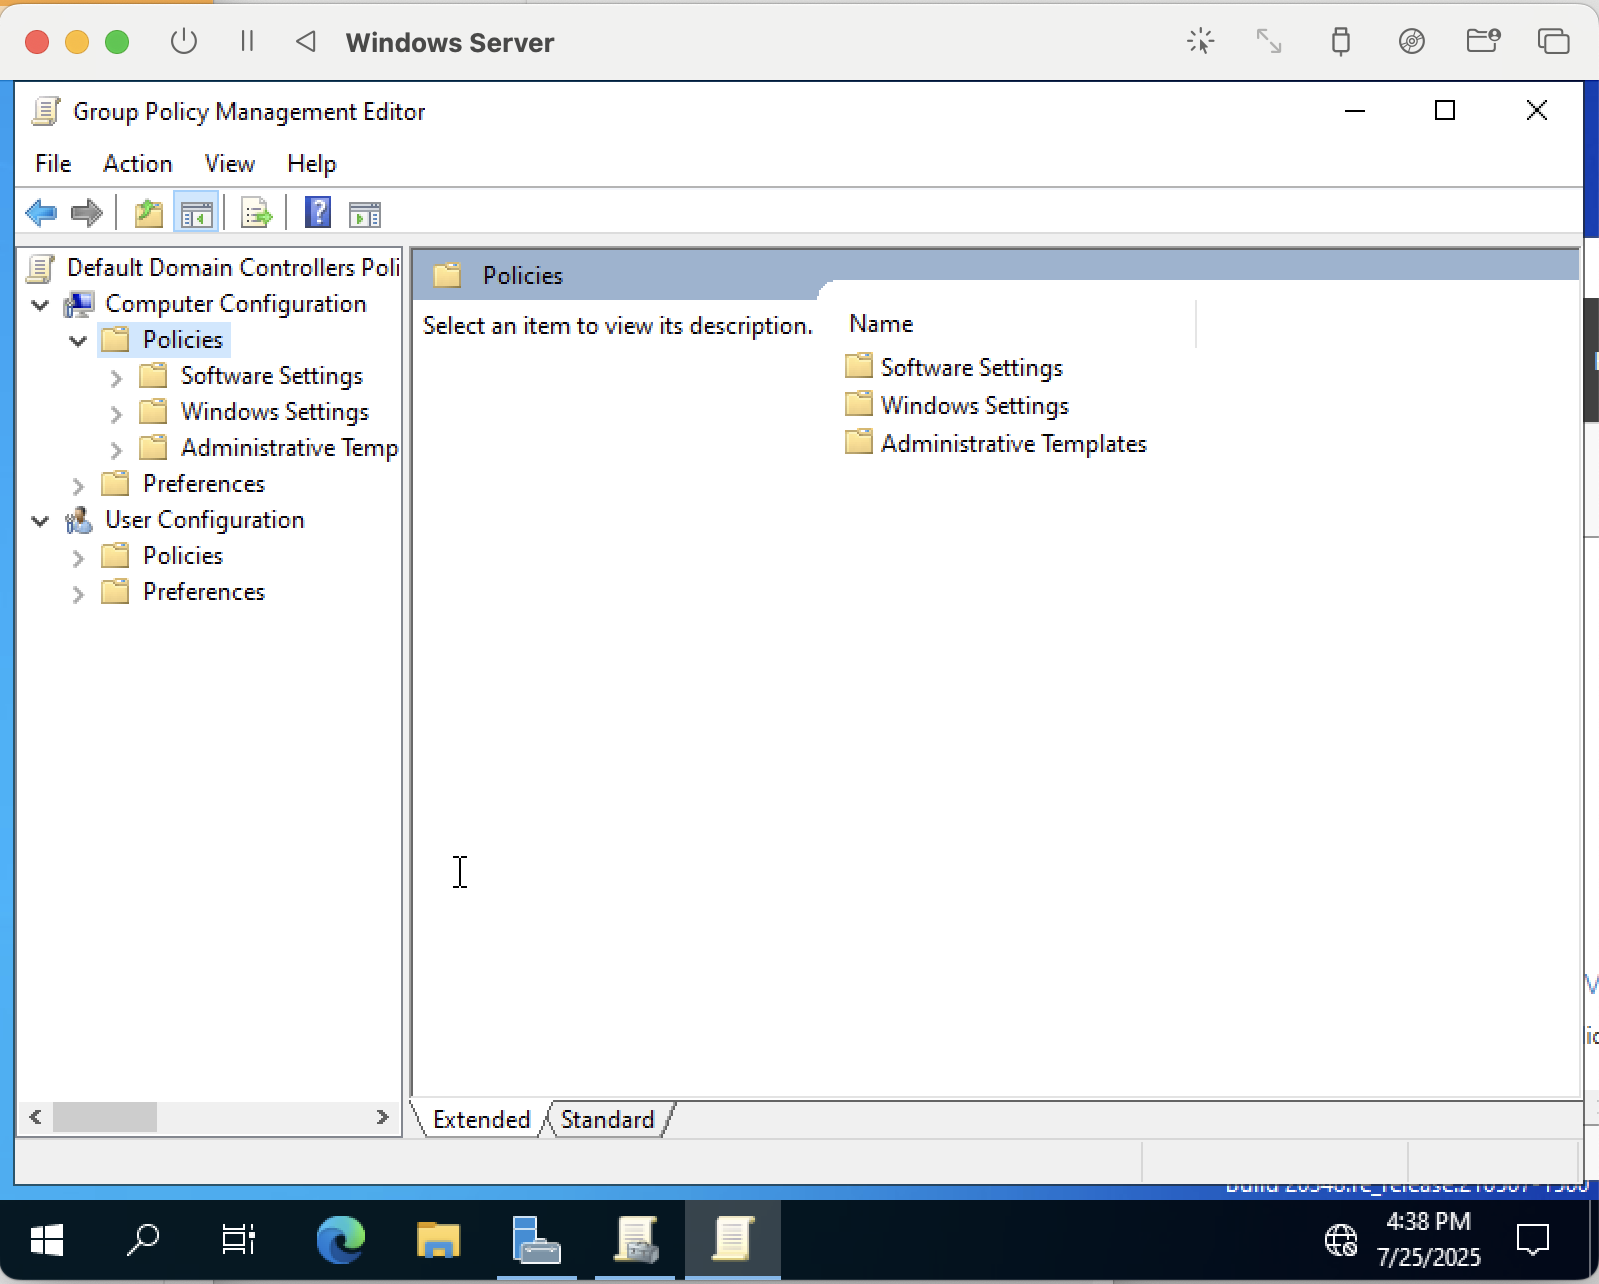 Windows Server
Group Policy Management Editor
File Action View Help
Default Domain Controllers Poli
Computer Configuration
Policies
Software Settings
Windows Settings
Administrative Temp
Preferences
User Configuration
Policies
Preferences
Policies
Select an item to view its description.
Name
Software Settings
Windows Settings
Administrative Templates
Extended
Standard
4:38 PM
7/25/2025